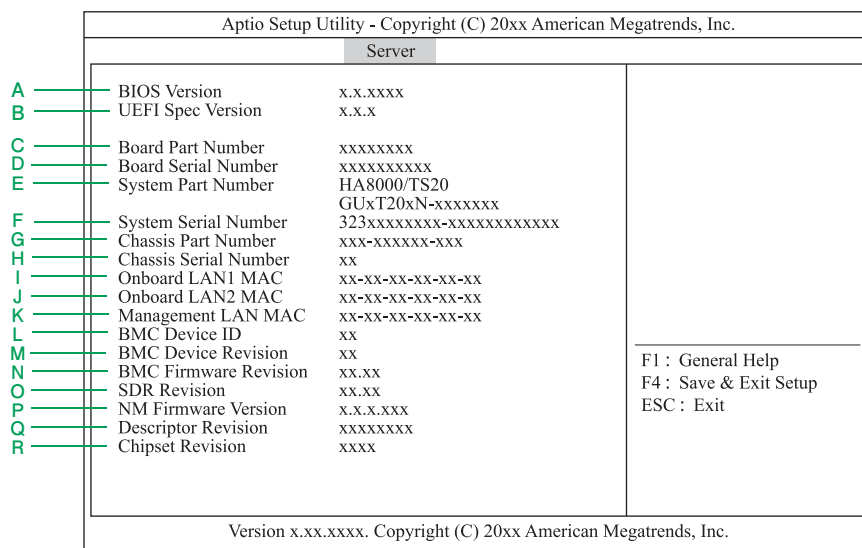 Aptio Setup Utility - Copyright (C) 20xx American Megatrends, Inc.
Server
A BIOS Version x.x.xxxx
B UEFI Spec Version x.x.x
C Board Part Number xxxxxxxx
D Board Serial Number xxxxxxxxxx
E System Part Number HA8000/TS20
GUxT20xN-xxxxxxx
F System Serial Number 323xxxxxxxx-xxxxxxxxxxxx
G Chassis Part Number xxx-xxxxxx-xxx
H Chassis Serial Number xx
I Onboard LAN1 MAC xx-xx-xx-xx-xx-xx
J Onboard LAN2 MAC xx-xx-xx-xx-xx-xx
K Management LAN MAC xx-xx-xx-xx-xx-xx
L BMC Device ID xx
M BMC Device Revision xx
N BMC Firmware Revision xx.xx
O SDR Revision xx.xx
P NM Firmware Version x.x.x.xxx
Q Descriptor Revision xxxxxxxx
R Chipset Revision xxxx
F1 : General Help
F4 : Save & Exit Setup
ESC : Exit
Version x.xx.xxxx. Copyright (C) 20xx American Megatrends, Inc.